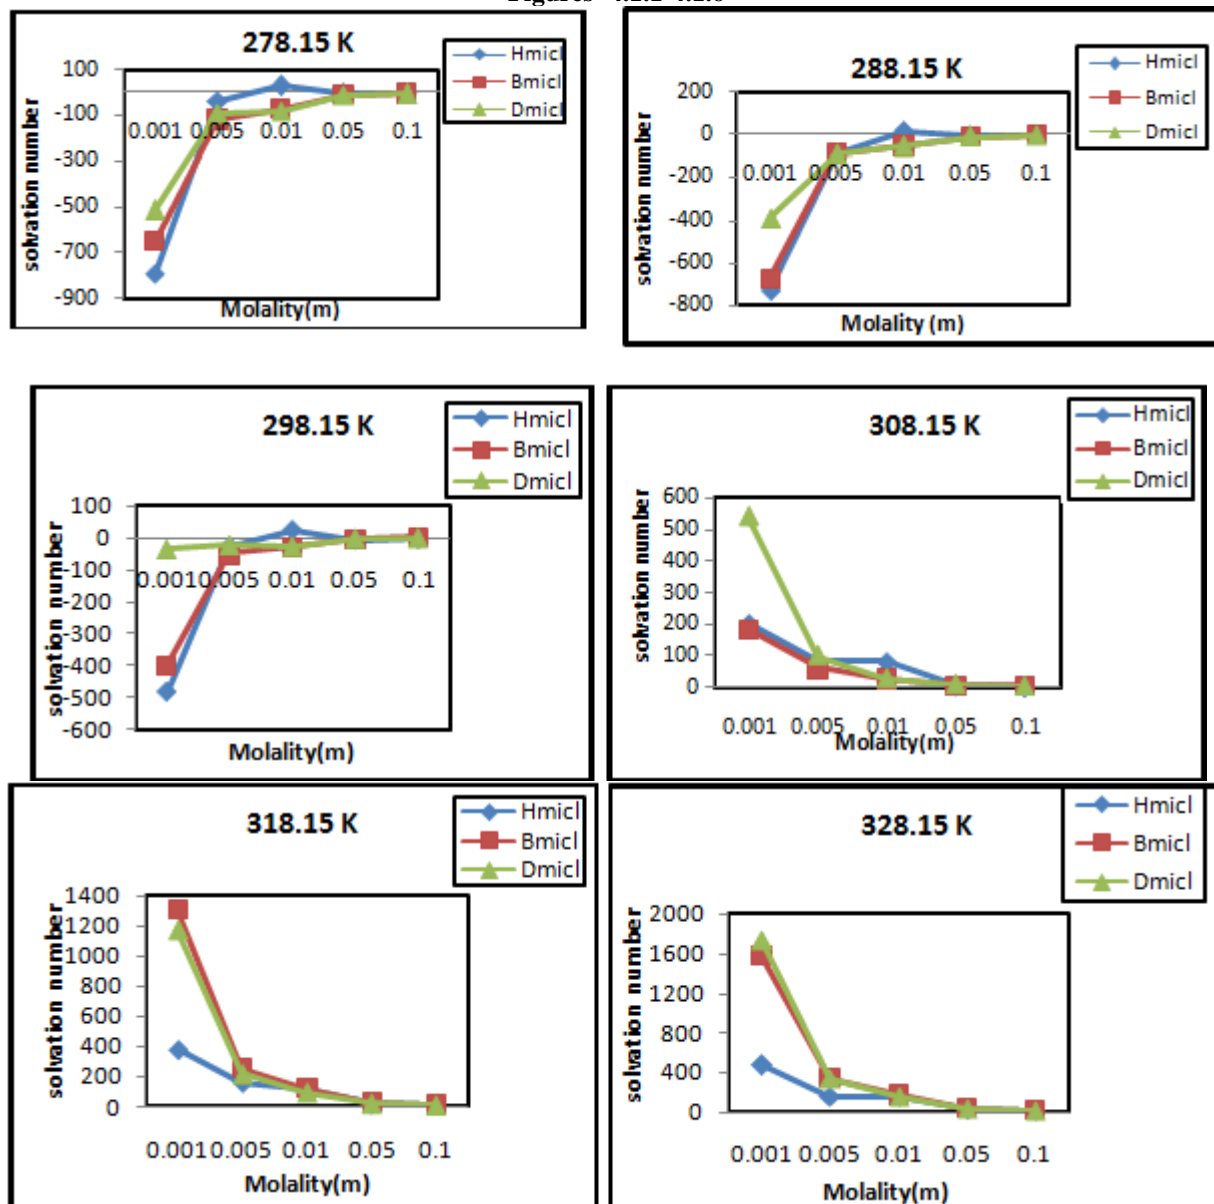 278.15 K
Hmicl
Bmicl
Dmicl
100
-100
-300
-500
-700
-900
0.001 0.005 0.01 0.05 0.1
solvation number
Molality(m)
288.15 K
Hmicl
Bmicl
Dmicl
200
0
-200
-400
-600
-800
0.001 0.005 0.01 0.05 0.1
solvation number
Molality (m)
298.15 K
Hmicl
Bmicl
Dmicl
100
0
-100
-200
-300
-400
-500
-600
0.001 0.005 0.01 0.05 0.1
solvation number
Molality(m)
308.15 K
Hmicl
Bmicl
Dmicl
600
500
400
300
200
100
0
0.001 0.005 0.01 0.05 0.1
solvation number
Molality(m)
318.15 K
Hmicl
Bmicl
Dmicl
1400
1200
1000
800
600
400
200
0
0.001 0.005 0.01 0.05 0.1
solvation number
Molality(m)
328.15 K
Hmicl
Bmicl
Dmicl
2000
1600
1200
800
400
0
0.001 0.005 0.01 0.05 0.1
solvation number
Molality(m)